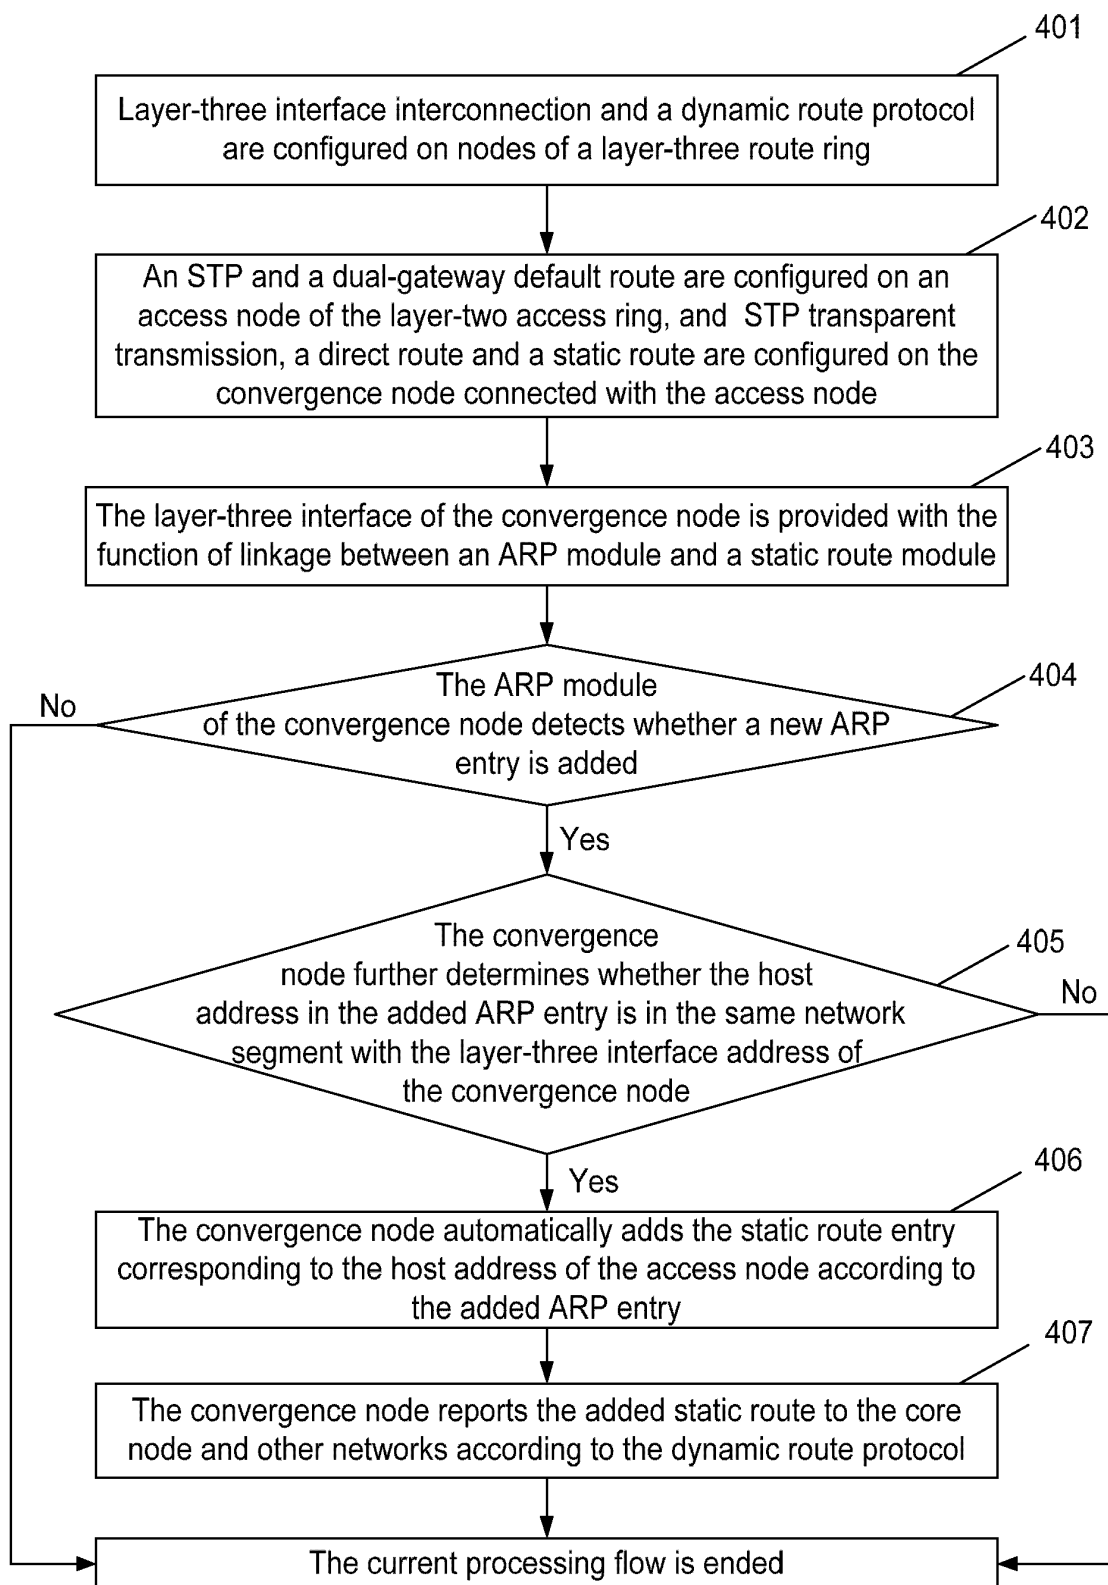 401
Layer-three interface interconnection and a dynamic route protocol
are configured on nodes of a layer-three route ring
402
An STP and a dual-gateway default route are configured on an
access node of the layer-two access ring, and STP transparent
transmission, a direct route and a static route are configured on the
convergence node connected with the access node
403
The layer-three interface of the convergence node is provided with the
function of linkage between an ARP module and a static route module
404
No
The ARP module
of the convergence node detects whether a new ARP
entry is added
Yes
405
The convergence
node further determines whether the host
address in the added ARP entry is in the same network
segment with the layer-three interface address of
the convergence node
No
Yes
406
The convergence node automatically adds the static route entry
corresponding to the host address of the access node according to
the added ARP entry
407
The convergence node reports the added static route to the core
node and other networks according to the dynamic route protocol
The current processing flow is ended